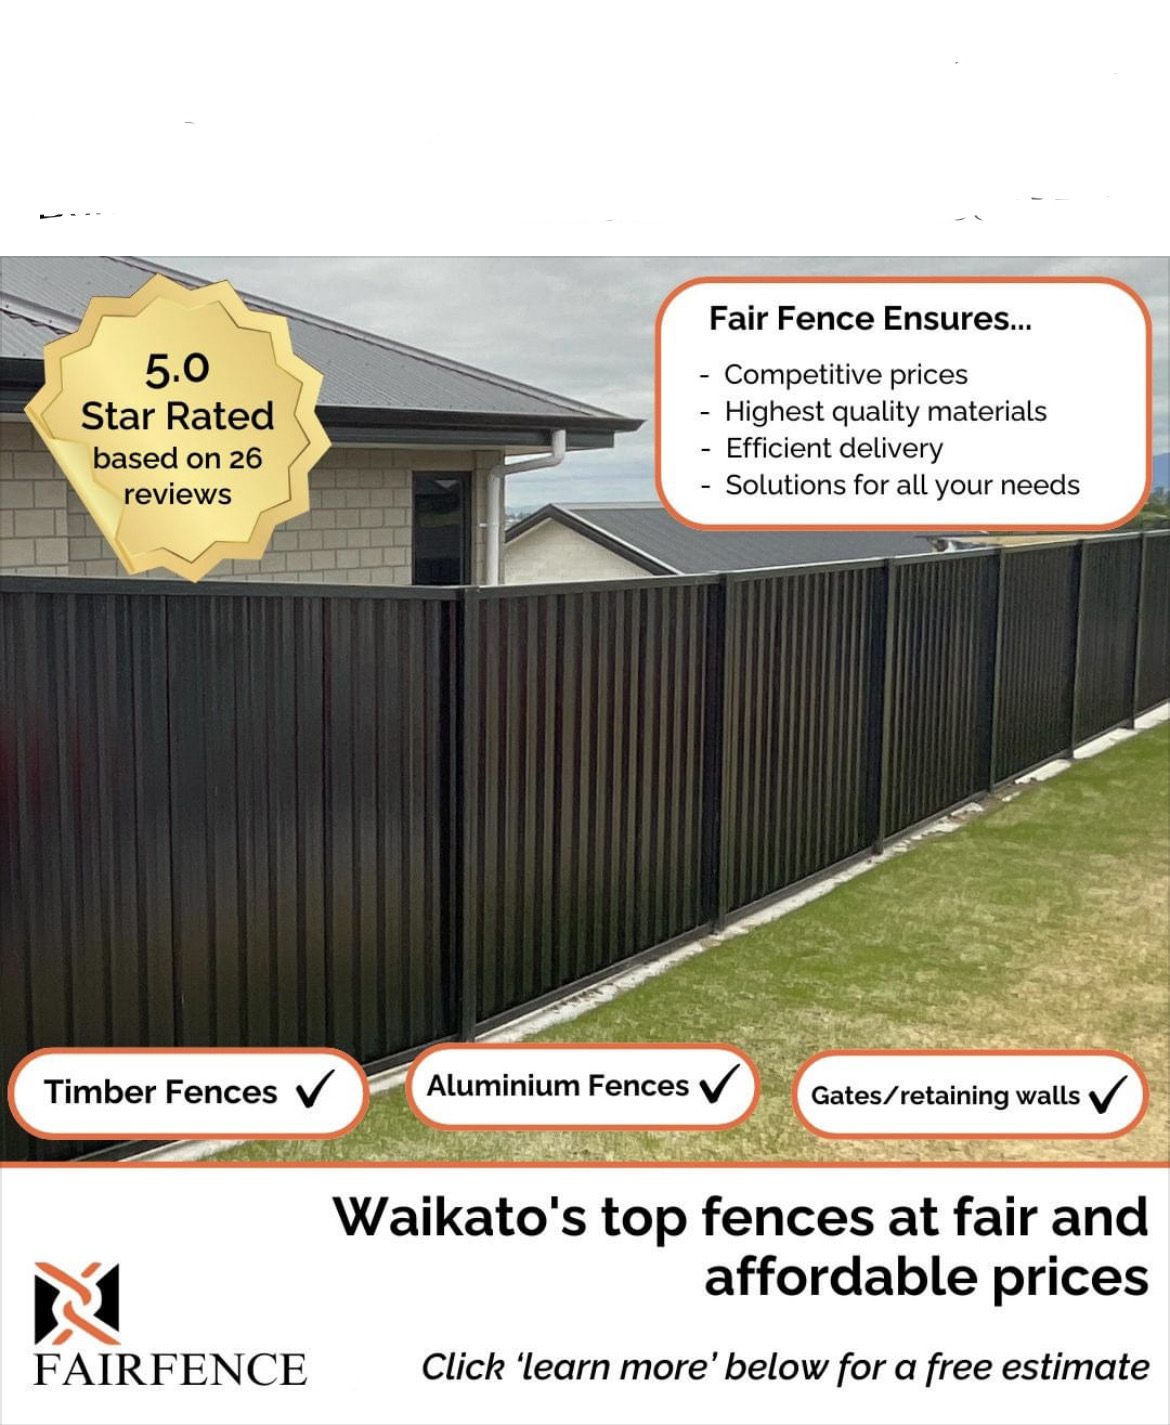 5.0
Star Rated
based on 26
reviews
Fair Fence Ensures...
- Competitive prices
- Highest quality materials
- Efficient delivery
- Solutions for all your needs
Timber Fences ✓
Aluminium Fences ✓
Gates/retaining walls ✓
Waikato's top fences at fair and
affordable prices
FAIRFENCE
Click ‘learn more’ below for a free estimate